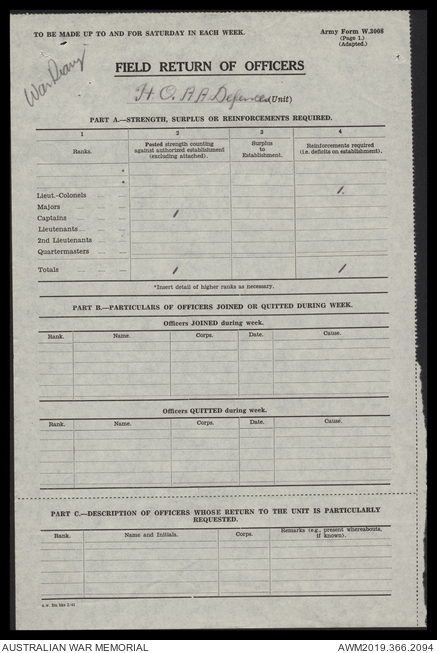 TO BE MADE UP TO AND FOR SATURDAY IN EACH WEEK.
Army Form W.3008
(Page 1.)
(Adapted.)
War Diary
FIELD RETURN OF OFFICERS
H.Q. AA Defences (Unit)
PART A.—STRENGTH, SURPLUS OR REINFORCEMENTS REQUIRED.
1 2 3 4
Ranks. Posted strength counting against authorized establishment (excluding attached). Surplus to Establishment. Reinforcements required (i.e. deficits on establishment).
*
*
Lieut.-Colonels 1.
Majors
Captains 1
Lieutenants
2nd Lieutenants
Quartermasters
Totals 1 1
*Insert detail of higher ranks as necessary.
PART B.—PARTICULARS OF OFFICERS JOINED OR QUITTED DURING WEEK.
Officers JOINED during week.
Rank. Name. Corps. Date. Cause.
Officers QUITTED during week.
Rank. Name. Corps. Date. Cause.
PART C.—DESCRIPTION OF OFFICERS WHOSE RETURN TO THE UNIT IS PARTICULARLY
REQUESTED.
Rank. Name and Initials. Corps. Remarks (e.g., present whereabouts, if known).
AUSTRALIAN WAR MEMORIAL AWM2019.366.2094